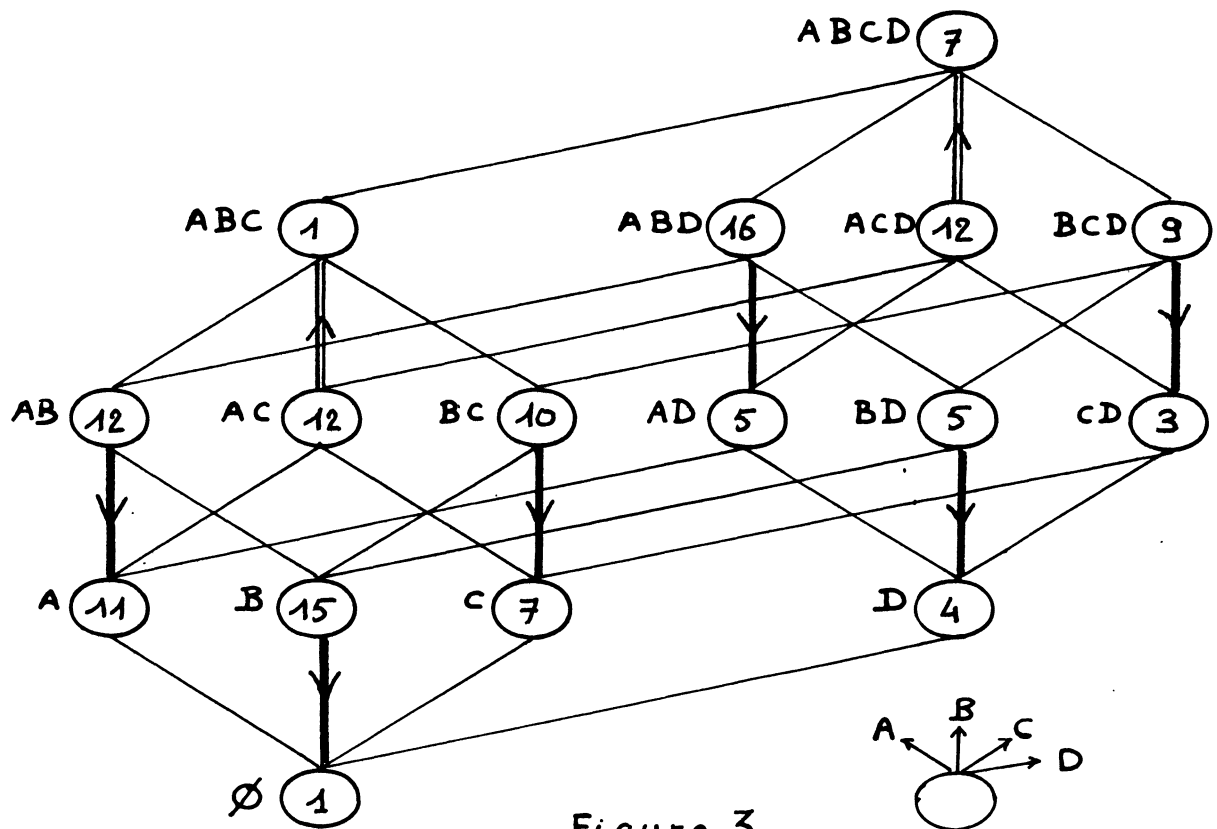 ABCD 7
ABC 1 ABD 16 ACD 12 BCD 9
AB 12 AC 12 BC 10 AD 5 BD 5 CD 3
A 11 B 15 C 7 D 4
A B C D
Ø 1
Figure 3